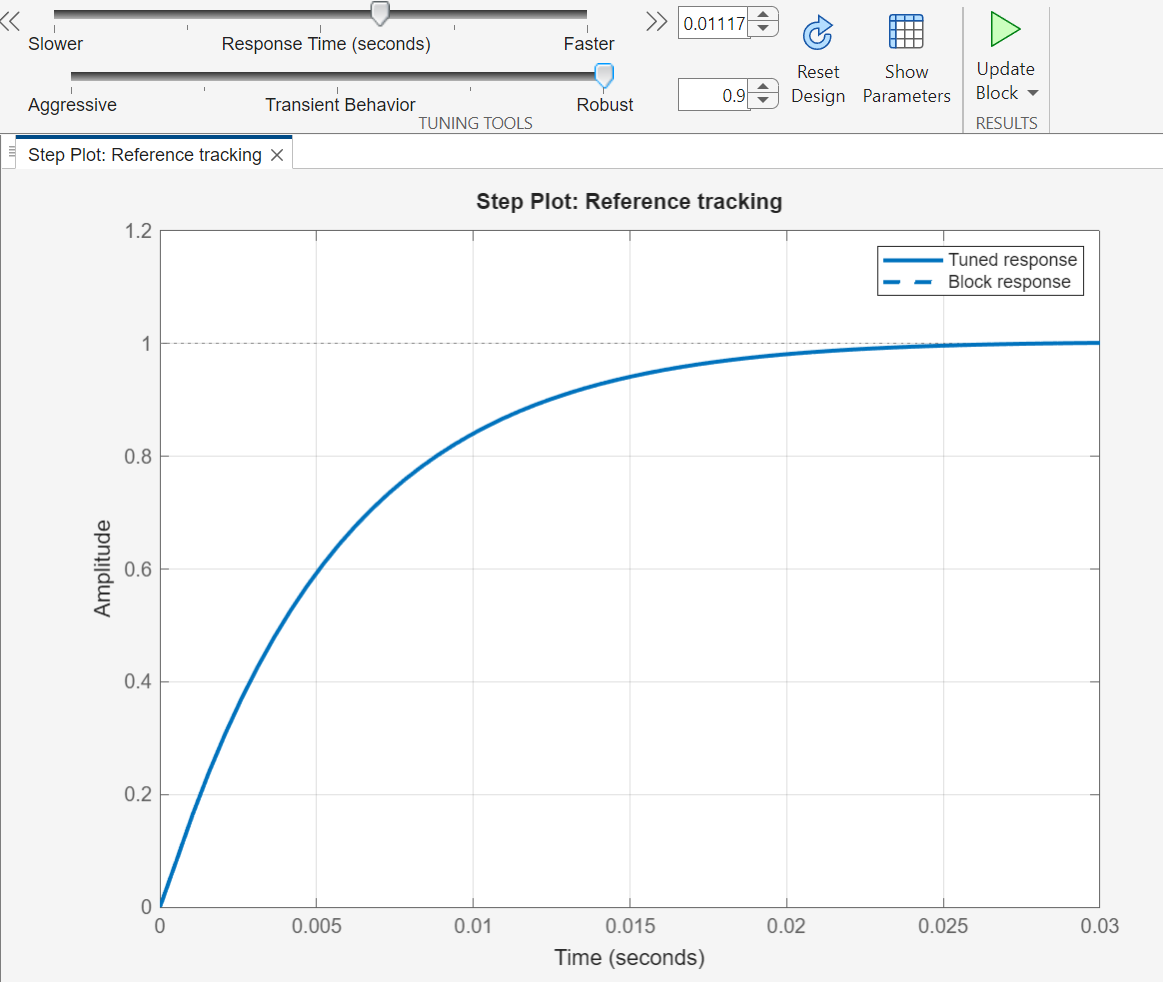 Slower Response Time (seconds) Faster
0.01117
Aggressive Transient Behavior Robust
0.9
TUNING TOOLS
Reset
Design
Show
Parameters
Update
Block
RESULTS
Step Plot: Reference tracking
Step Plot: Reference tracking
Tuned response
Block response
1.2
1
0.8
0.6
0.4
0.2
0
Amplitude
0 0.005 0.01 0.015 0.02 0.025 0.03
Time (seconds)